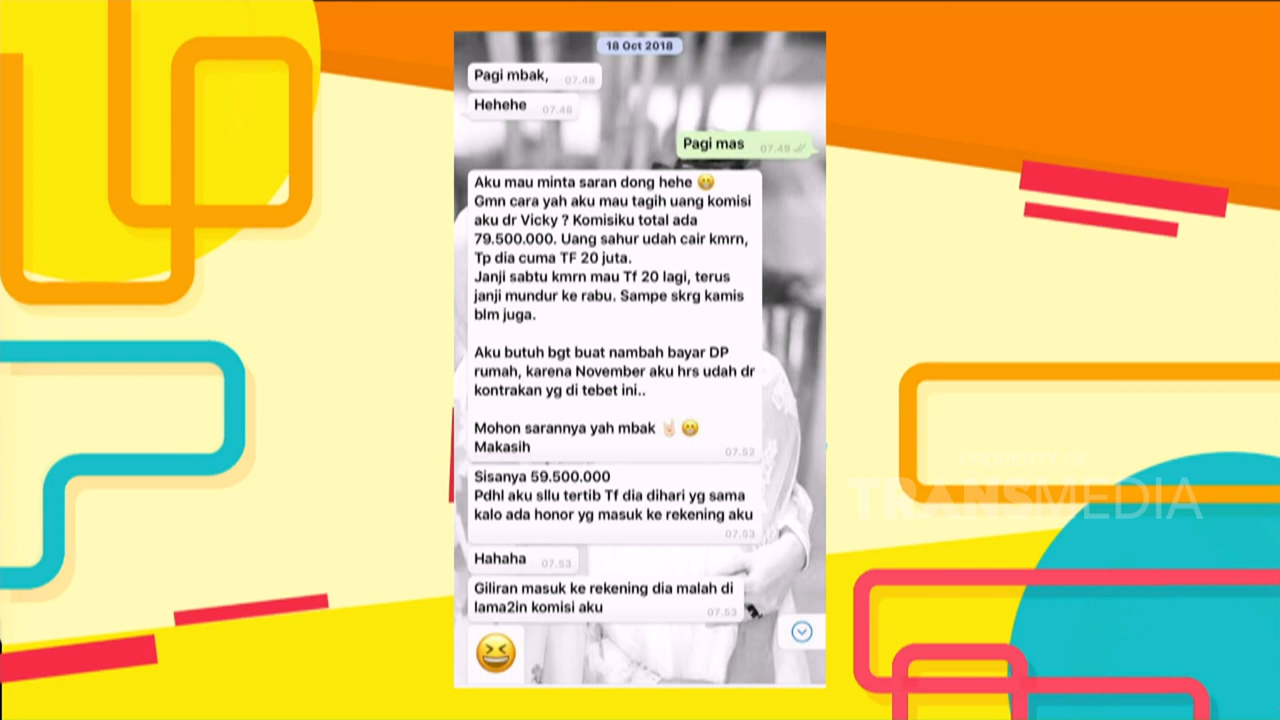 18 Oct 2018
Pagi mbak, 07.48
Hehehe 07.48
Pagi mas 07.49
Aku mau minta saran dong hehe 😁
Gmn cara yah aku mau tagih uang komisi
aku dr Vicky ? Komisiku total ada
79.500.000. Uang sahur udah cair kmrn,
Tp dia cuma TF 20 juta.
Janji sabtu kmrn mau Tf 20 lagi, terus
janji mundur ke rabu. Sampe skrg kamis
blm juga.
Aku butuh bgt buat nambah bayar DP
rumah, karena November aku hrs udah dr
kontrakan yg di tebet ini..
Mohon sarannya yah mbak 🤘🏻 😁
Makasih 07.52
Sisanya 59.500.000
Pdhl aku sllu tertib Tf dia dihari yg sama
kalo ada honor yg masuk ke rekening aku
07.53
Hahaha 07.53
Giliran masuk ke rekening dia malah di
lama2in komisi aku 07.53
😆
PROPERTY OF
TRANSMEDIA